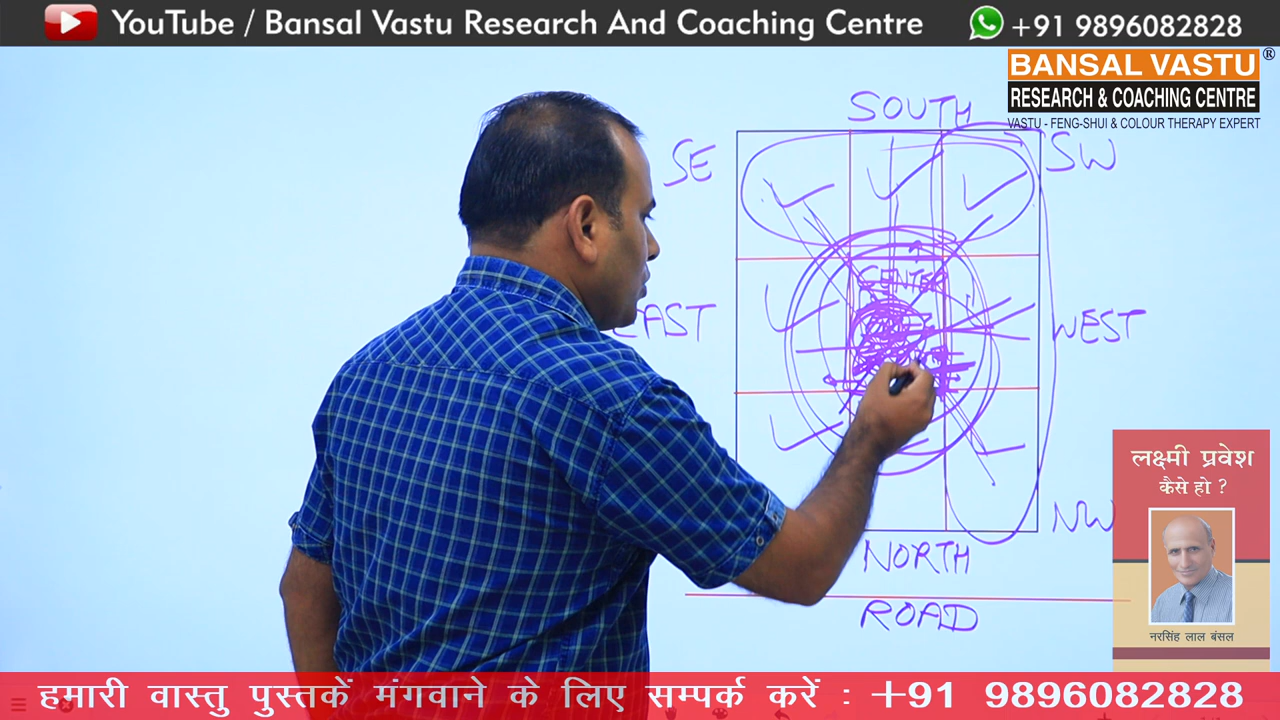 YouTube / Bansal Vastu Research And Coaching Centre
+91 9896082828
BANSAL VASTU ®
RESEARCH & COACHING CENTRE
VASTU - FENG-SHUI & COLOUR THERAPY EXPERT
SOUTH
SE
SW
CENTER
EAST
WEST
NW
NORTH
ROAD
लक्ष्मी प्रवेश
कैसे हो ?
नरसिंह लाल बंसल
हमारी वास्तु पुस्तकें मंगवाने के लिए सम्पर्क करें : +91 9896082828